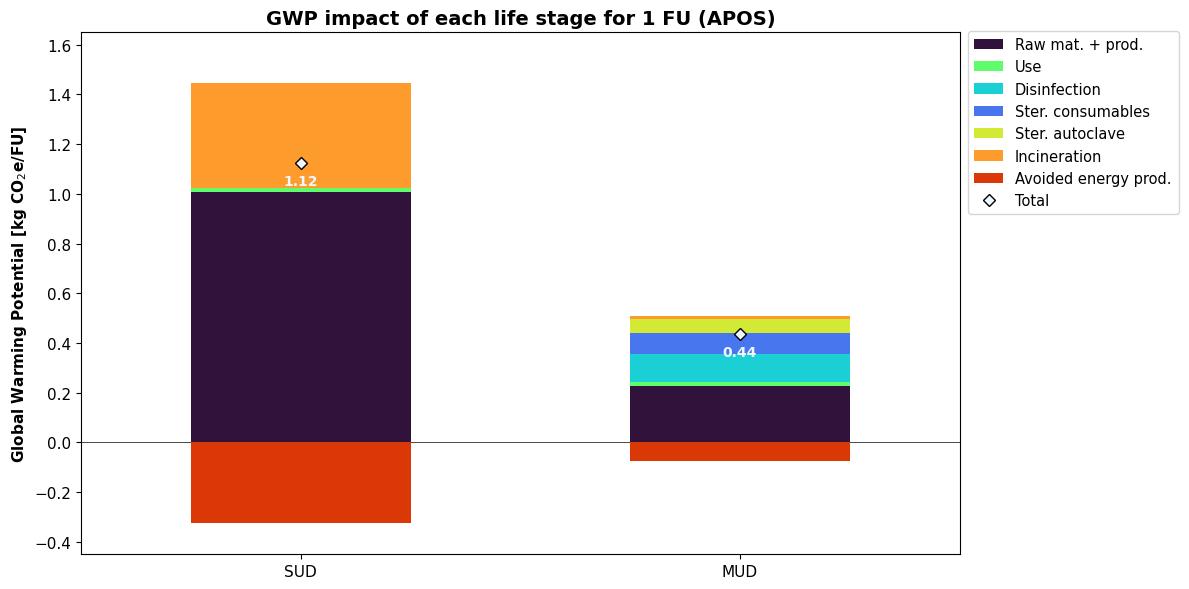 GWP impact of each life stage for 1 FU (APOS)
Global Warming Potential [kg CO₂e/FU]
1.6
1.4
1.2
1.0
0.8
0.6
0.4
0.2
0.0
−0.2
−0.4
1.12
0.44
SUD
MUD
Raw mat. + prod.
Use
Disinfection
Ster. consumables
Ster. autoclave
Incineration
Avoided energy prod.
Total